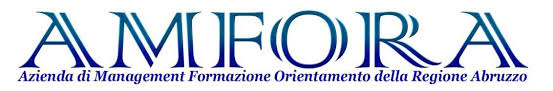 AMFORA
Azienda di Management Formazione Orientamento della Regione Abruzzo